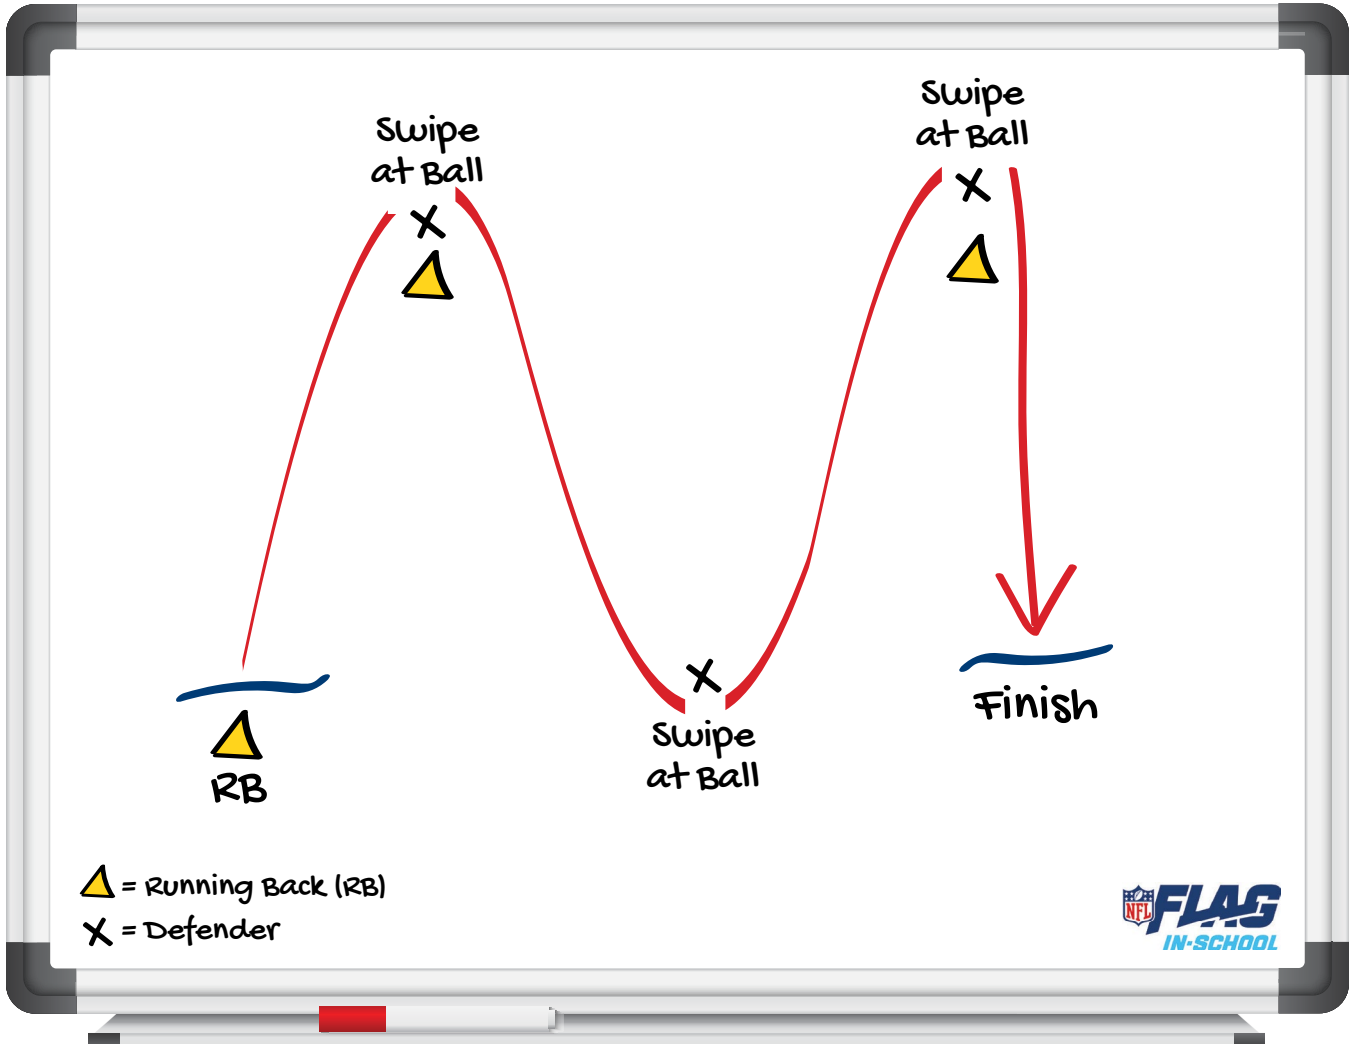 Swipe
at Ball
Swipe
at Ball
Swipe
at Ball
Finish
RB
= Running Back (RB)
= Defender
NFL FLAG
IN-SCHOOL